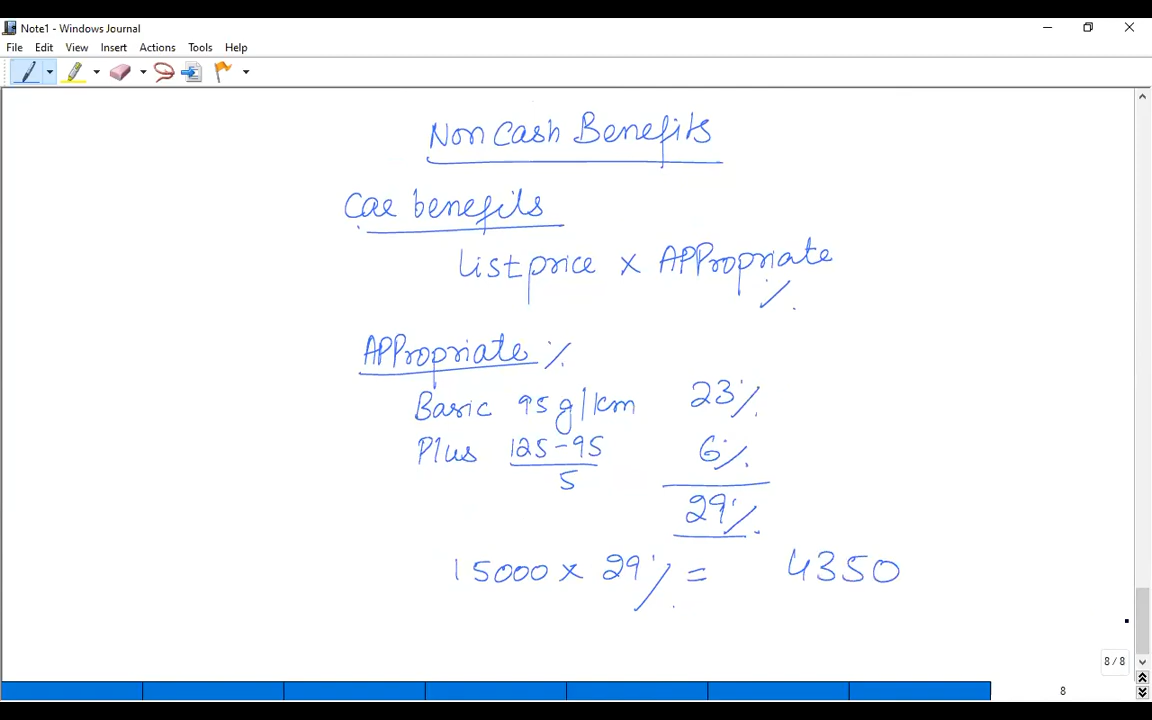 Note1 - Windows Journal
File Edit View Insert Actions Tools Help
Non Cash Benefits
Car benefits
list price x APPropriate %.
APPropriate %
Basic 95 g/km 23%.
Plus 125-95 6%.
5
29%.
15000 x 29%. = 4350
8 / 8
8